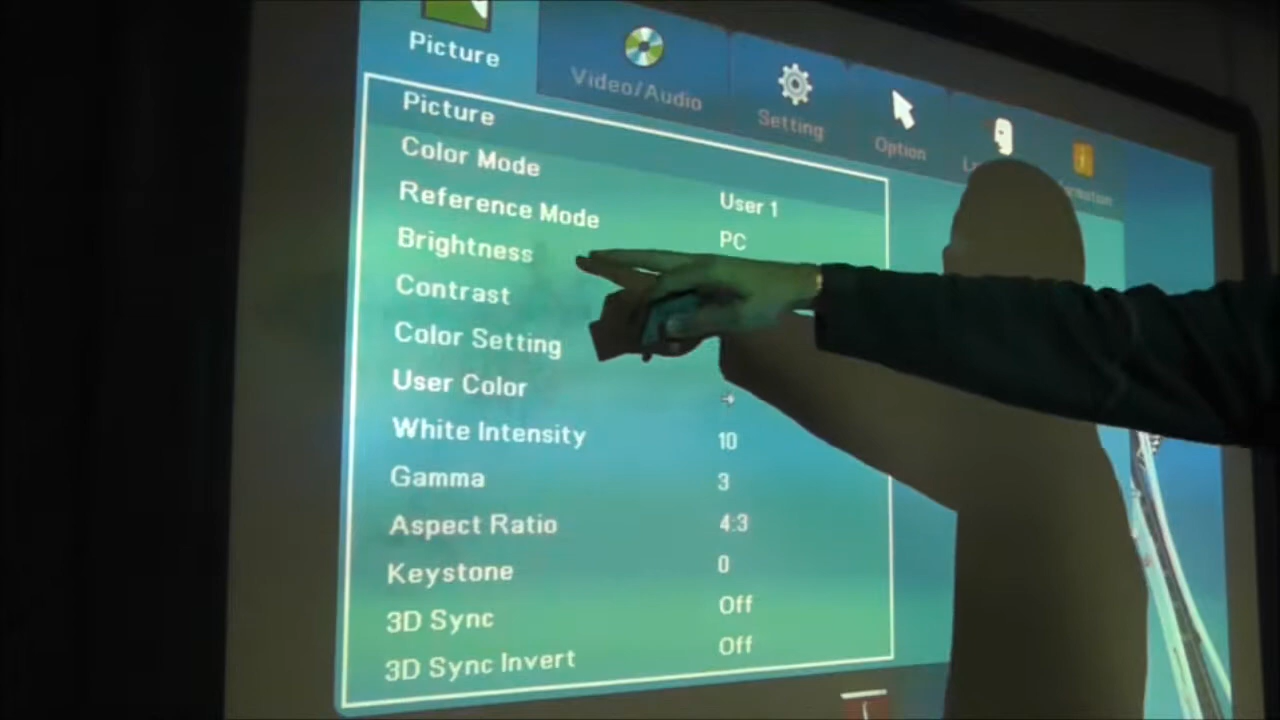 Picture
Video/Audio
Setting
Option
Picture
Color Mode User 1
Reference Mode PC
Brightness
Contrast
Color Setting
User Color
White Intensity 10
Gamma 3
Aspect Ratio 4:3
Keystone 0
3D Sync Off
3D Sync Invert Off